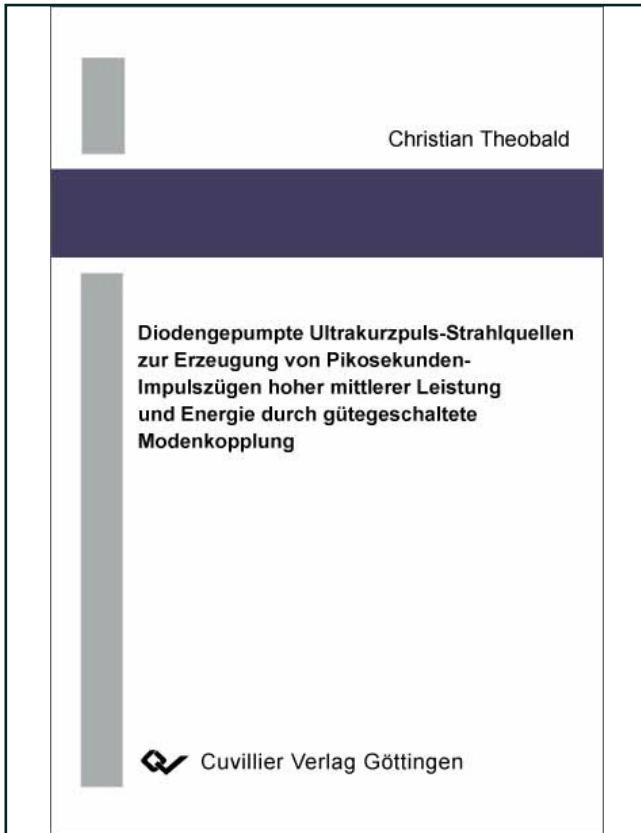 Christian Theobald
Diodengepumpte Ultrakurzpuls-Strahlquellen
zur Erzeugung von Pikosekunden-
Impulszügen hoher mittlerer Leistung
und Energie durch gütegeschaltete
Modenkopplung
Cuvillier Verlag Göttingen